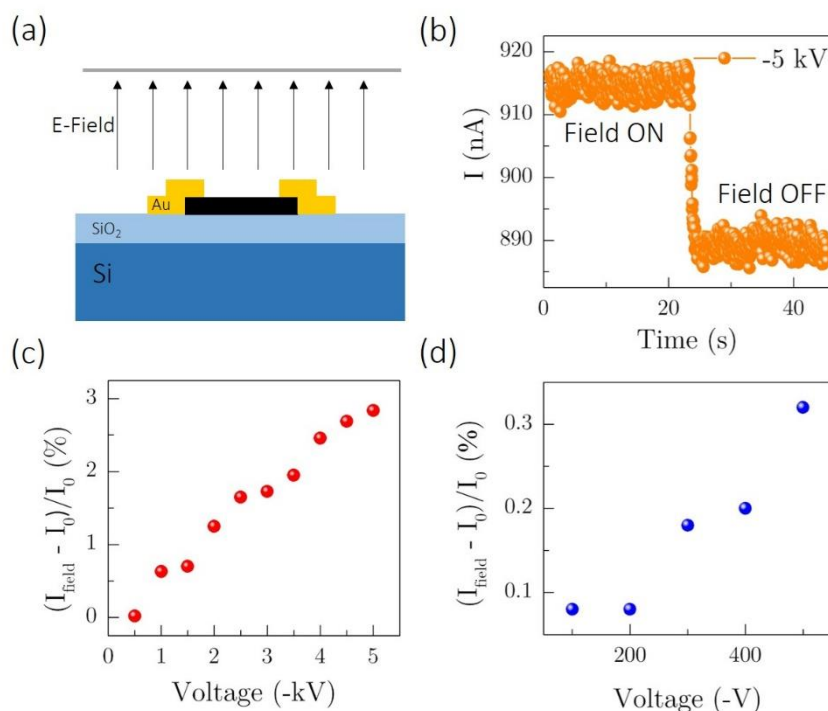 (a)
E-Field
Au
SiO₂
Si
(b)
920
910
900
890
I (nA)
-5 kV
Field ON
Field OFF
0
20
40
Time (s)
(c)
3
2
1
0
(I_field - I₀)/I₀ (%)
0 1 2 3 4 5
Voltage (-kV)
(d)
0.3
0.2
0.1
(I_field - I₀)/I₀ (%)
200 400
Voltage (-V)